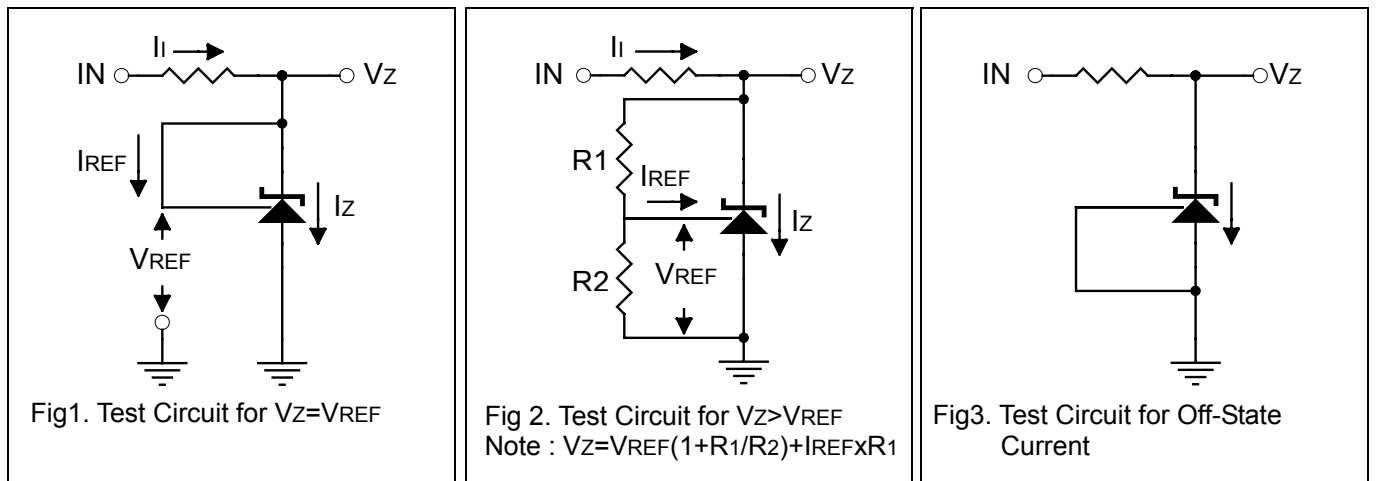 II
IN
VZ
IREF
IZ
VREF
Fig1. Test Circuit for VZ=VREF
II
IN
VZ
R1
IREF
IZ
R2
VREF
Fig 2. Test Circuit for VZ>VREF
Note : VZ=VREF(1+R1/R2)+IREFxR1
IN
VZ
Fig3. Test Circuit for Off-State
Current